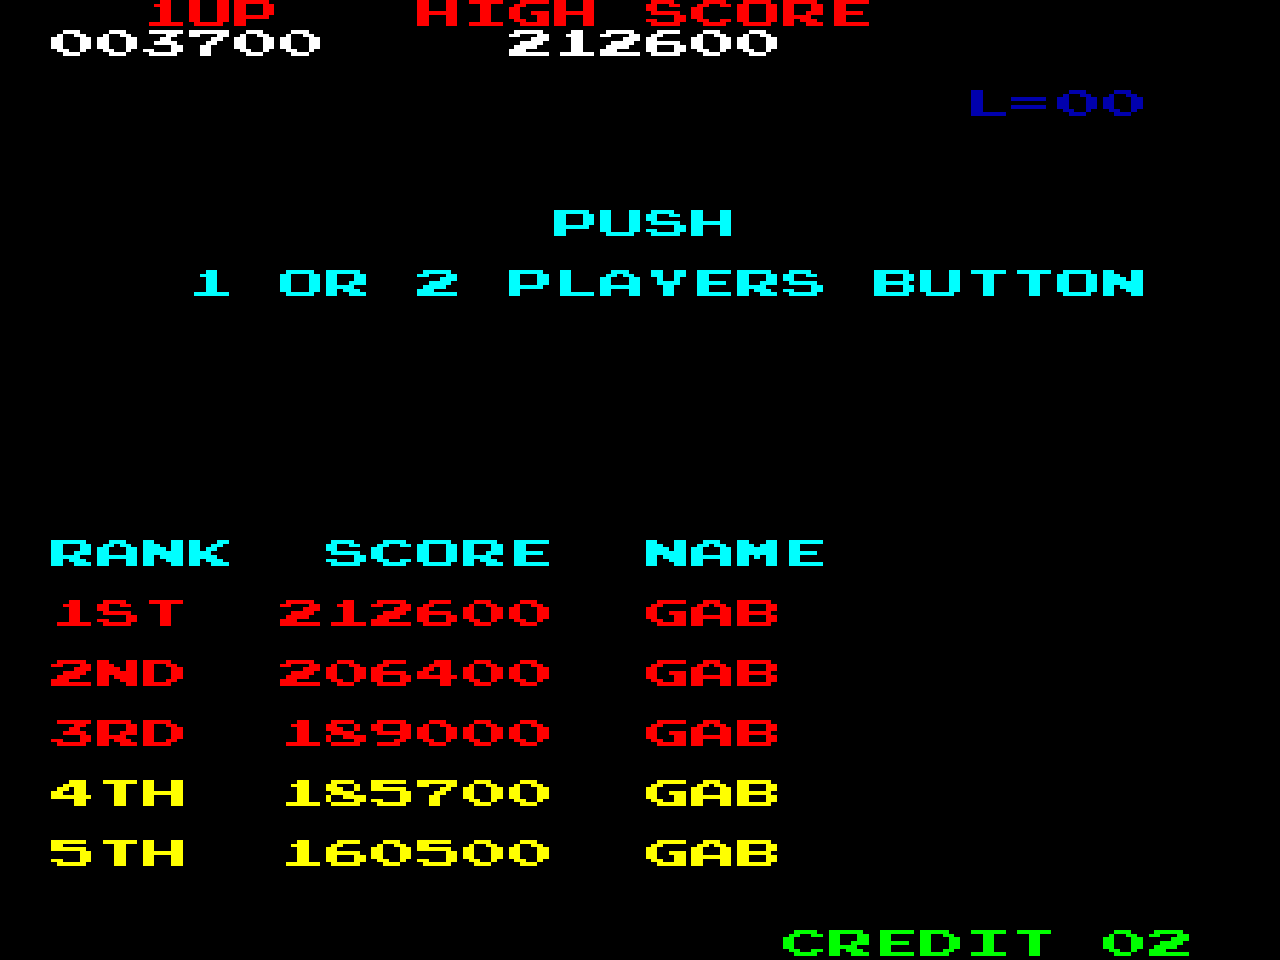 1UP HIGH SCORE
003700 212600
L=00
PUSH
1 OR 2 PLAYERS BUTTON
RANK SCORE NAME
1ST 212600 GAB
2ND 206400 GAB
3RD 189000 GAB
4TH 185700 GAB
5TH 160500 GAB
CREDIT 02